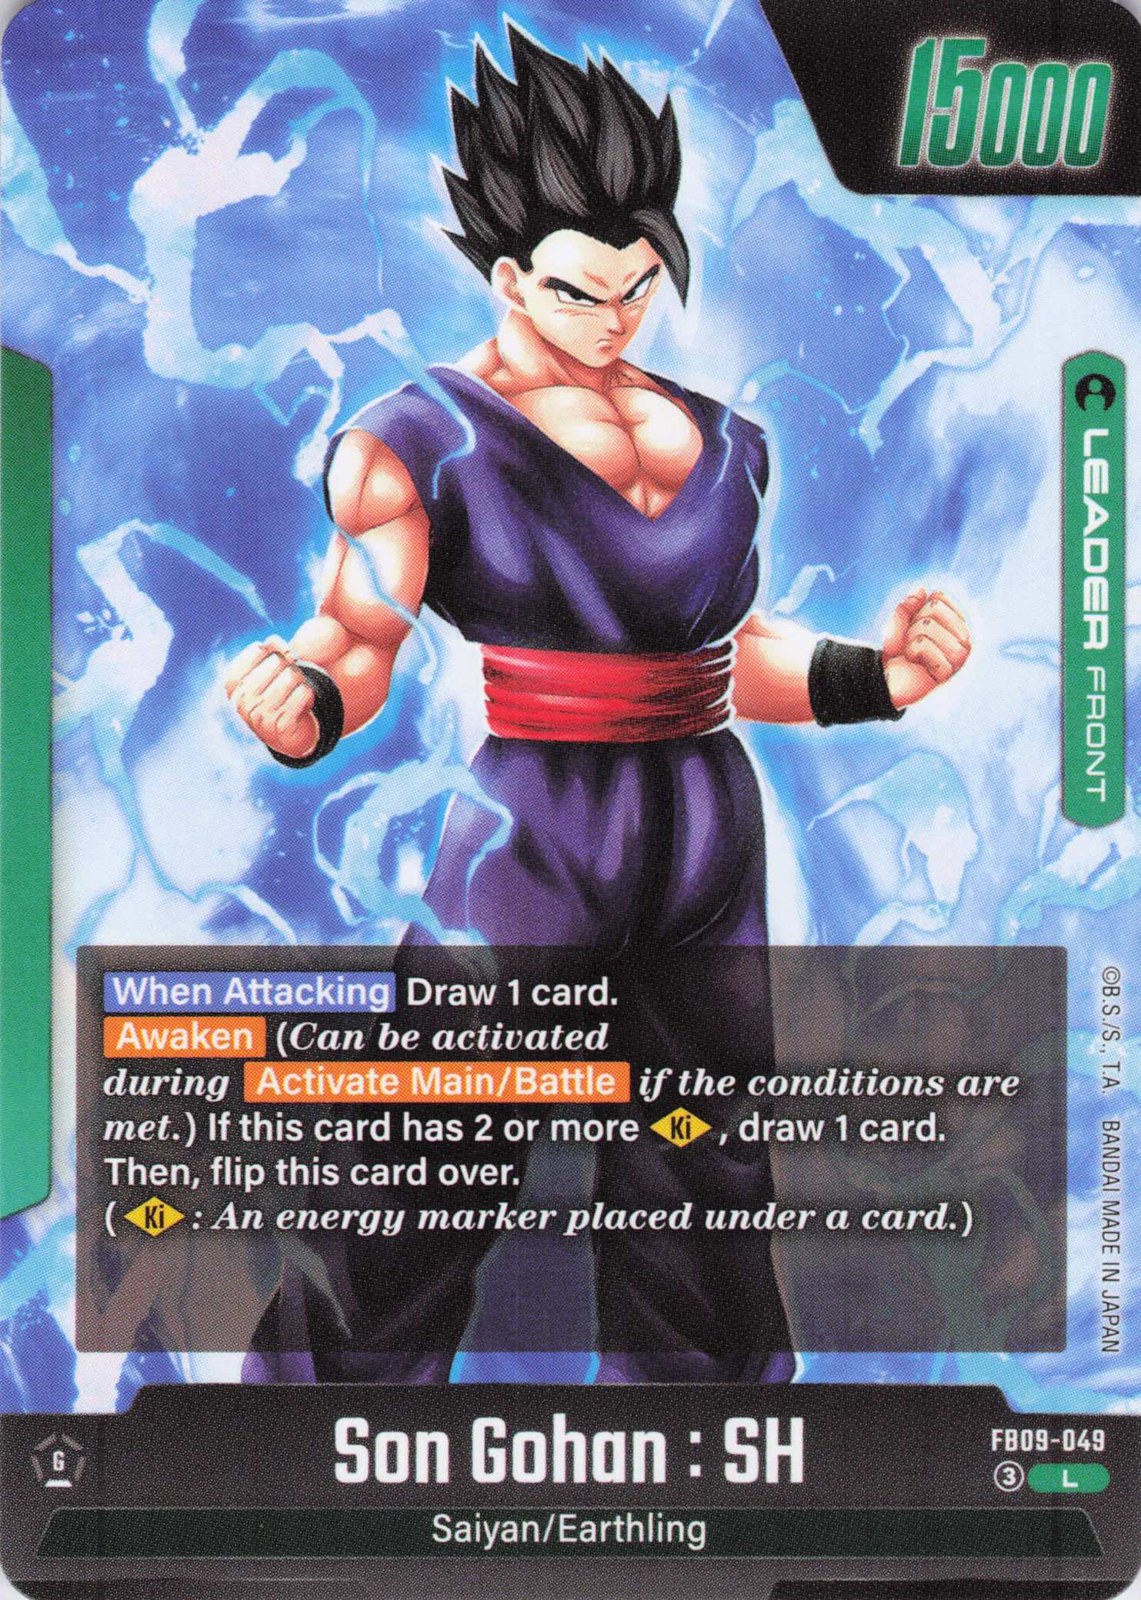 15000
LEADER FRONT
When Attacking Draw 1 card.
Awaken (Can be activated
during Activate Main/Battle if the conditions are
met.) If this card has 2 or more Ki, draw 1 card.
Then, flip this card over.
(Ki: An energy marker placed under a card.)
©B.S./S., T.A. BANDAI MADE IN JAPAN
G
Son Gohan : SH
FB09-049
3 L
Saiyan/Earthling